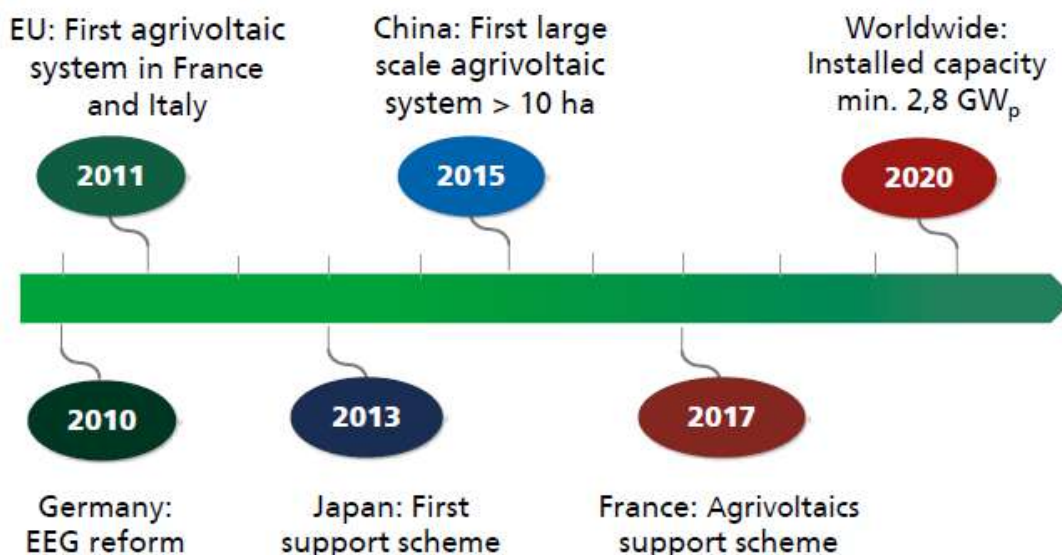 EU: First agrivoltaic
system in France
and Italy
China: First large
scale agrivoltaic
system > 10 ha
Worldwide:
Installed capacity
min. 2,8 GWp
2011
2015
2020
2010
2013
2017
Germany:
EEG reform
Japan: First
support scheme
France: Agrivoltaics
support scheme